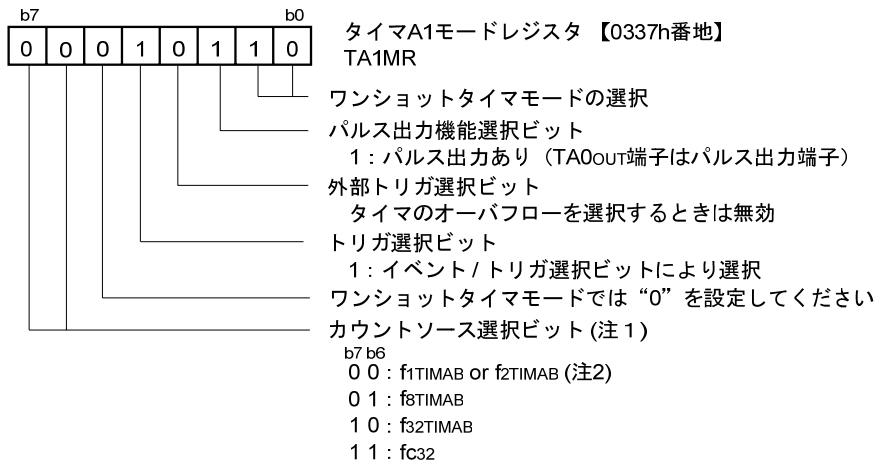 b7 b0
0 0 0 1 0 1 1 0
タイマA1モードレジスタ 【0337h番地】
TA1MR
ワンショットタイマモードの選択
パルス出力機能選択ビット
1：パルス出力あり（TA0OUT端子はパルス出力端子）
外部トリガ選択ビット
タイマのオーバフローを選択するときは無効
トリガ選択ビット
1：イベント / トリガ選択ビットにより選択
ワンショットタイマモードでは“0”を設定してください
カウントソース選択ビット (注１)
b7 b6
0 0 : f1TIMAB or f2TIMAB (注2)
0 1 : f8TIMAB
1 0 : f32TIMAB
1 1 : fC32